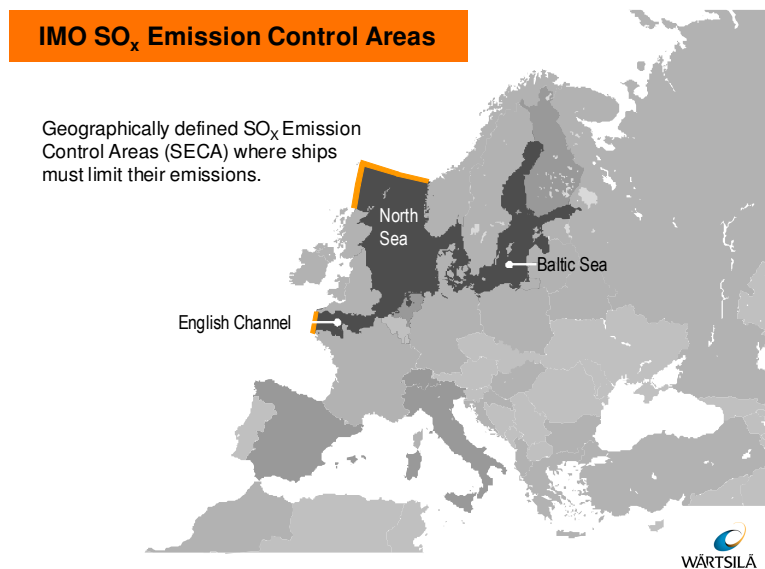 IMO SOx Emission Control Areas
Geographically defined SOX Emission
Control Areas (SECA) where ships
must limit their emissions.
North
Sea
Baltic Sea
English Channel
WÄRTSILÄ